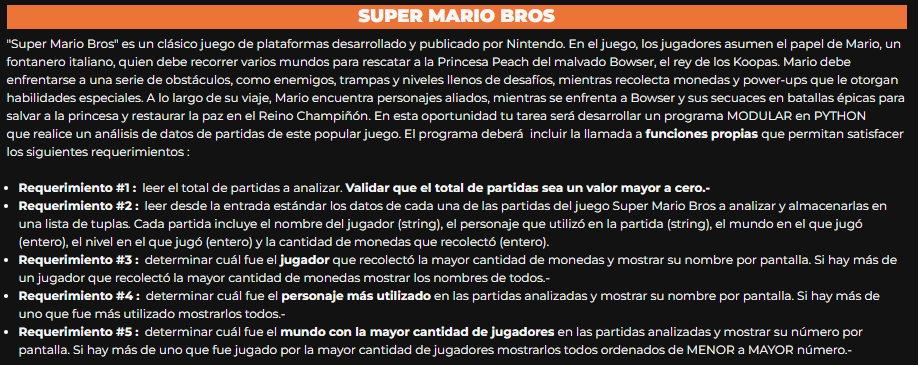 SUPER MARIO BROS
"Super Mario Bros" es un clásico juego de plataformas desarrollado y publicado por Nintendo. En el juego, los jugadores asumen el papel de Mario, un
fontanero italiano, quien debe recorrer varios mundos para rescatar a la Princesa Peach del malvado Bowser, el rey de los Koopas. Mario debe
enfrentarse a una serie de obstáculos, como enemigos, trampas y niveles llenos de desafíos, mientras recolecta monedas y power-ups que le otorgan
habilidades especiales. A lo largo de su viaje, Mario encuentra personajes aliados, mientras se enfrenta a Bowser y sus secuaces en batallas épicas para
salvar a la princesa y restaurar la paz en el Reino Champiñón. En esta oportunidad tu tarea será desarrollar un programa MODULAR en PYTHON
que realice un análisis de datos de partidas de este popular juego. El programa deberá incluir la llamada a funciones propias que permitan satisfacer
los siguientes requerimientos :
• Requerimiento #1 : leer el total de partidas a analizar. Validar que el total de partidas sea un valor mayor a cero.-
• Requerimiento #2 : leer desde la entrada estándar los datos de cada una de las partidas del juego Super Mario Bros a analizar y almacenarlas en
una lista de tuplas. Cada partida incluye el nombre del jugador (string), el personaje que utilizó en la partida (string), el mundo en el que jugó
(entero), el nivel en el que jugó (entero) y la cantidad de monedas que recolectó (entero).
• Requerimiento #3 : determinar cuál fue el jugador que recolectó la mayor cantidad de monedas y mostrar su nombre por pantalla. Si hay más de
un jugador que recolectó la mayor cantidad de monedas mostrar los nombres de todos.-
• Requerimiento #4 : determinar cuál fue el personaje más utilizado en las partidas analizadas y mostrar su nombre por pantalla. Si hay más de
uno que fue más utilizado mostrarlos todos.-
• Requerimiento #5 : determinar cuál fue el mundo con la mayor cantidad de jugadores en las partidas analizadas y mostrar su número por
pantalla. Si hay más de uno que fue jugado por la mayor cantidad de jugadores mostrarlos todos ordenados de MENOR a MAYOR número.-